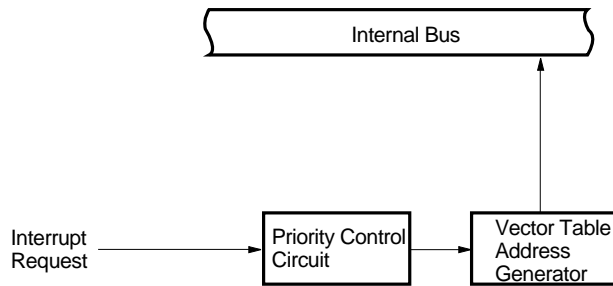 Internal Bus
Interrupt
Request
Priority Control
Circuit
Vector Table
Address
Generator